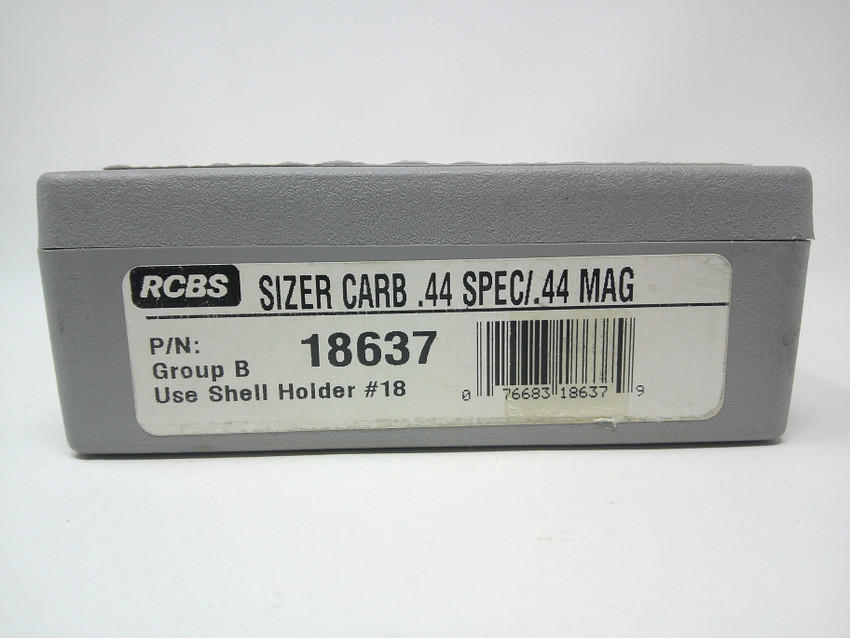 RCBS SIZER CARB .44 SPEC/.44 MAG
P/N: 18637
Group B
Use Shell Holder #18
0 76683 18637 9